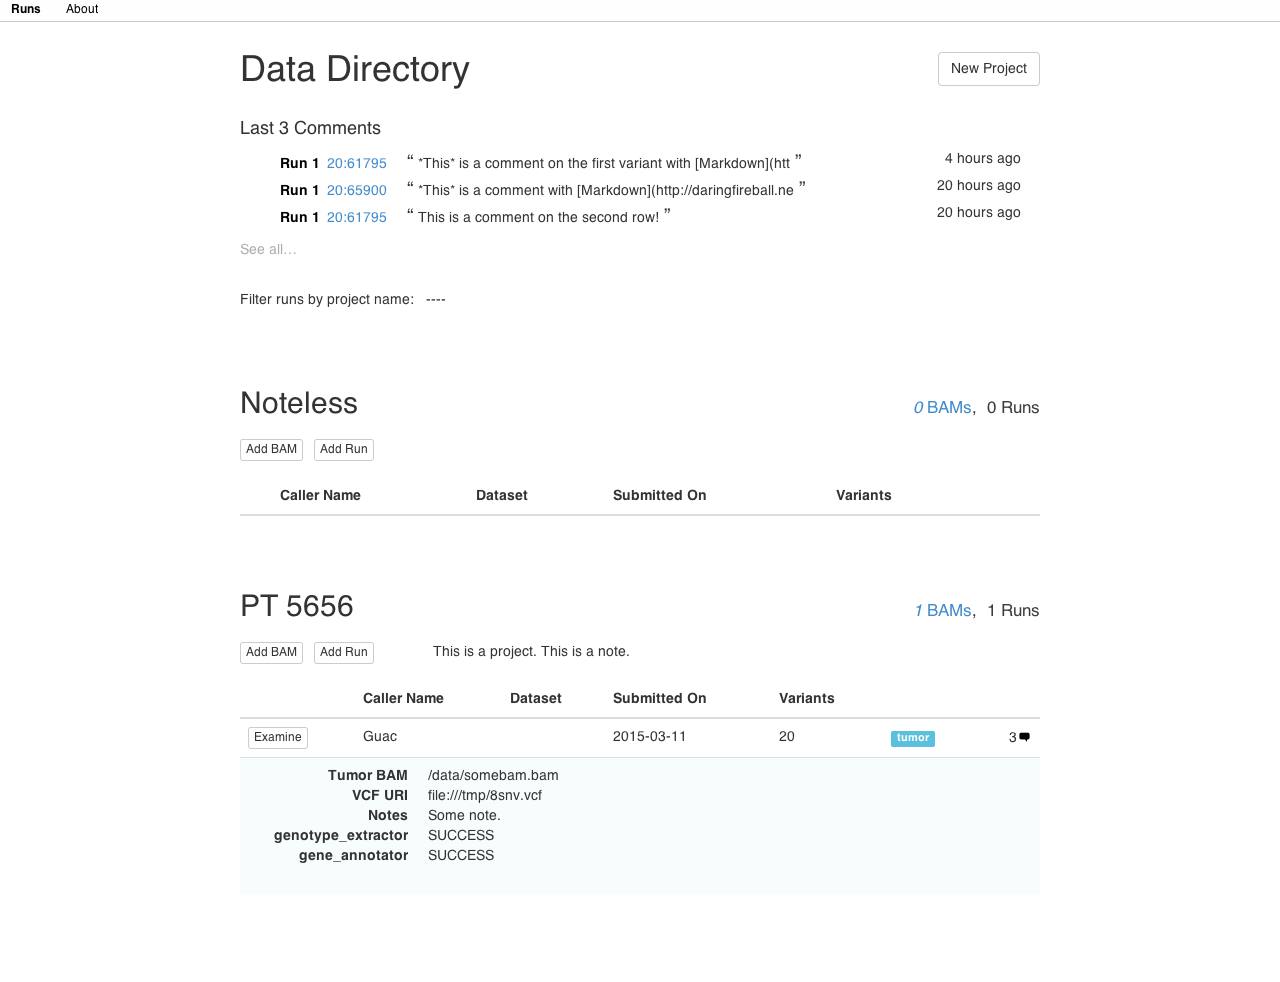 Runs About
Data Directory New Project
Last 3 Comments
Run 1 20:61795 “ *This* is a comment on the first variant with [Markdown](htt ” 4 hours ago
Run 1 20:65900 “ *This* is a comment with [Markdown](http://daringfireball.ne ” 20 hours ago
Run 1 20:61795 “ This is a comment on the second row! ” 20 hours ago
See all…
Filter runs by project name: ----
Noteless 0 BAMs, 0 Runs
Add BAM Add Run
Caller Name Dataset Submitted On Variants
PT 5656 1 BAMs, 1 Runs
Add BAM Add Run This is a project. This is a note.
Caller Name Dataset Submitted On Variants
Examine Guac 2015-03-11 20 tumor 3
Tumor BAM /data/somebam.bam
VCF URI file:///tmp/8snv.vcf
Notes Some note.
genotype_extractor SUCCESS
gene_annotator SUCCESS